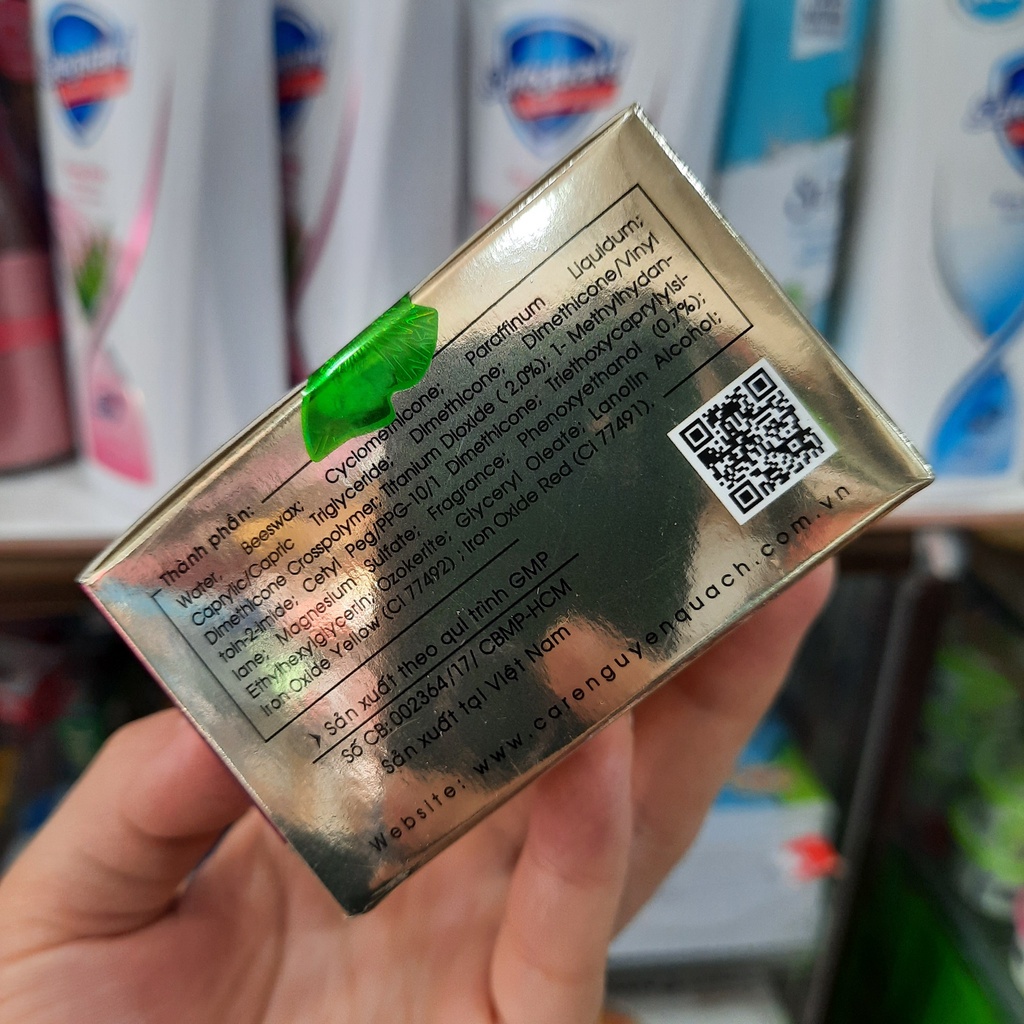 Thành phần:
Water; Beeswax; Cyclomethicone; Paraffinum Liquidum;
Caprylic/Capric Triglyceride; Dimethicone; Dimethicone/Vinyl
Dimethicone Crosspolymer; Titanium Dioxide ( 2,0%); 1- Methylhydan-
toin-2-imide; Cetyl Peg/PPG-10/1 Dimethicone; Triethoxycaprylylsi-
lane, Magnesium Sulfate; Fragrance; Phenoxyethanol (0,7%);
Ethylhexylglycerin; Ozokerite; Glyceryl Oleate; Lanolin Alcohol;
Iron Oxide Yellow (CI 77492) ; Iron Oxide Red (CI 77491).
Sản xuất theo qui trình GMP
Số CB: 002364/17/ CBMP-HCM
Sản xuất tại Việt Nam
Website: www.carenguyenquach.com.vn